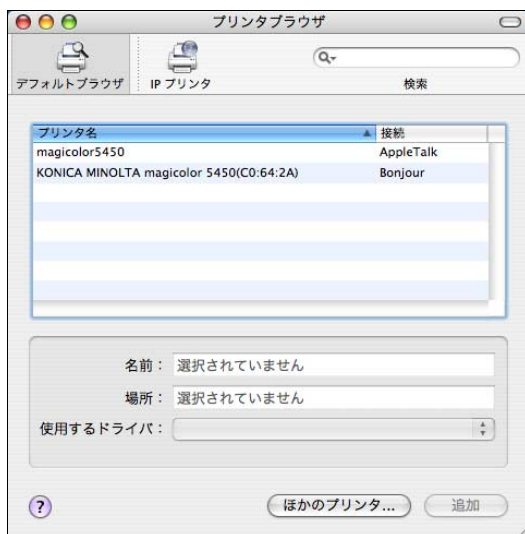 プリンタブラウザ
デフォルトブラウザ IP プリンタ 検索
プリンタ名 接続
magicolor5450 AppleTalk
KONICA MINOLTA magicolor 5450(C0:64:2A) Bonjour
名前： 選択されていません
場所： 選択されていません
使用するドライバ：
? ほかのプリンタ... 追加